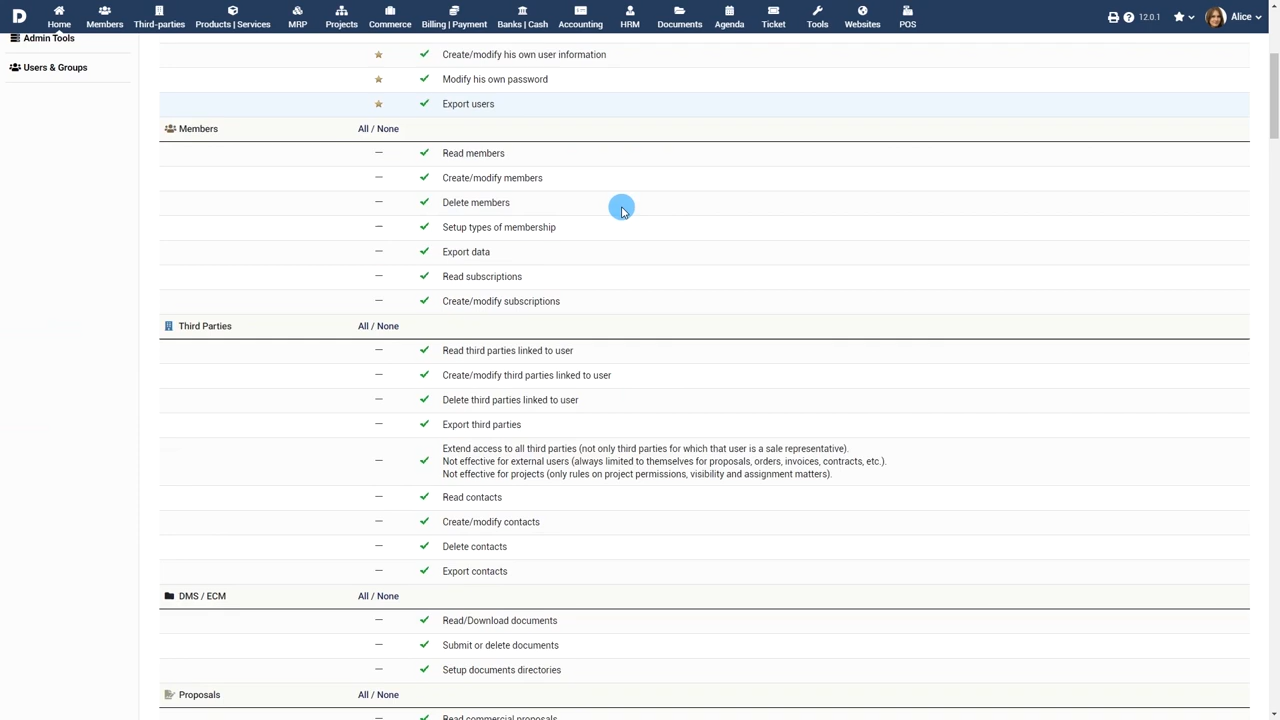 Home Members Third-parties Products | Services MRP Projects Commerce Billing | Payment Banks | Cash Accounting HRM Documents Agenda Ticket Tools Websites POS 12.0.1 Alice
Admin Tools
Users & Groups
Create/modify his own user information
Modify his own password
Export users
Members All / None
Read members
Create/modify members
Delete members
Setup types of membership
Export data
Read subscriptions
Create/modify subscriptions
Third Parties All / None
Read third parties linked to user
Create/modify third parties linked to user
Delete third parties linked to user
Export third parties
Extend access to all third parties (not only third parties for which that user is a sale representative).
Not effective for external users (always limited to themselves for proposals, orders, invoices, contracts, etc.).
Not effective for projects (only rules on project permissions, visibility and assignment matters).
Read contacts
Create/modify contacts
Delete contacts
Export contacts
DMS / ECM All / None
Read/Download documents
Submit or delete documents
Setup documents directories
Proposals All / None
Read commercial proposals